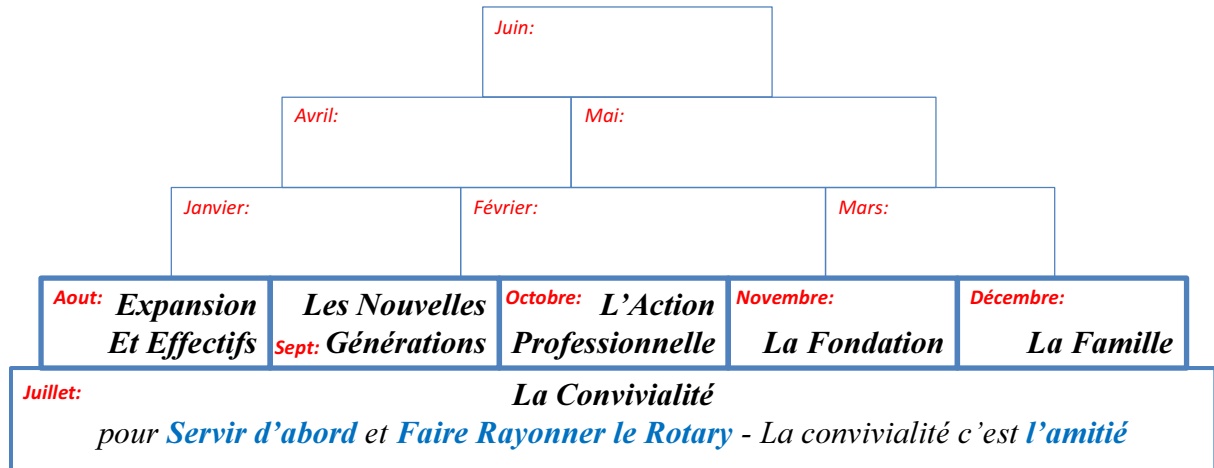 Juin:
Avril:
Mai:
Janvier:
Février:
Mars:
Aout: Expansion
Et Effectifs
Les Nouvelles
Sept: Générations
Octobre: L’Action
Professionnelle
Novembre:
La Fondation
Décembre:
La Famille
Juillet:
La Convivialité
pour Servir d’abord et Faire Rayonner le Rotary - La convivialité c’est l’amitié